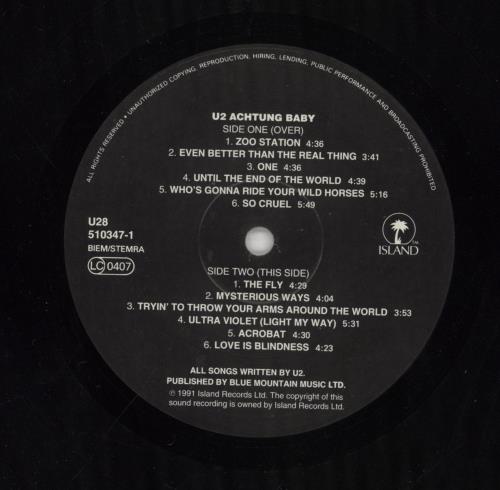 ALL RIGHTS RESERVED • UNAUTHORIZED COPYING, REPRODUCTION, HIRING, LENDING, PUBLIC PERFORMANCE AND BROADCASTING PROHIBITED
U2 ACHTUNG BABY
SIDE ONE (OVER)
1. ZOO STATION 4:36
2. EVEN BETTER THAN THE REAL THING 3:41
3. ONE 4:36
4. UNTIL THE END OF THE WORLD 4:39
5. WHO'S GONNA RIDE YOUR WILD HORSES 5:16
6. SO CRUEL 5:49
U28
510347-1
BIEM/STEMRA
LC 0407
ISLAND TM
SIDE TWO (THIS SIDE)
1. THE FLY 4:29
2. MYSTERIOUS WAYS 4:04
3. TRYIN' TO THROW YOUR ARMS AROUND THE WORLD 3:53
4. ULTRA VIOLET (LIGHT MY WAY) 5:31
5. ACROBAT 4:30
6. LOVE IS BLINDNESS 4:23
ALL SONGS WRITTEN BY U2.
PUBLISHED BY BLUE MOUNTAIN MUSIC LTD.
℗ 1991 Island Records Ltd. The copyright of this
sound recording is owned by Island Records Ltd.